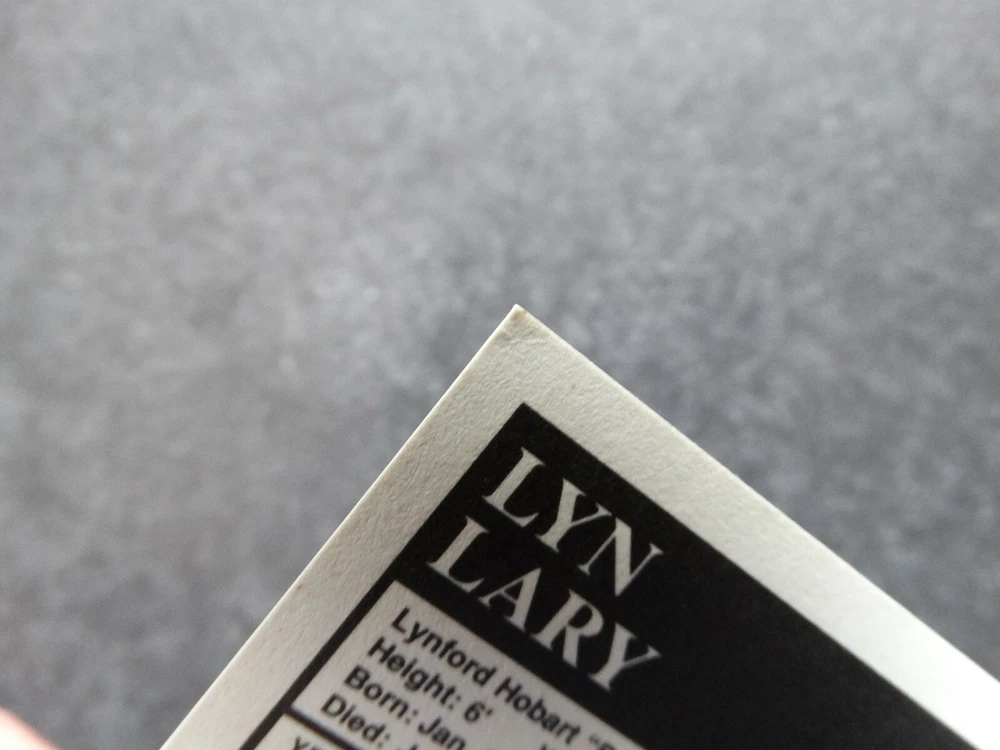 LYN
LARY
Lynford Hobart
Height: 6'
Born: Jan.
Died: